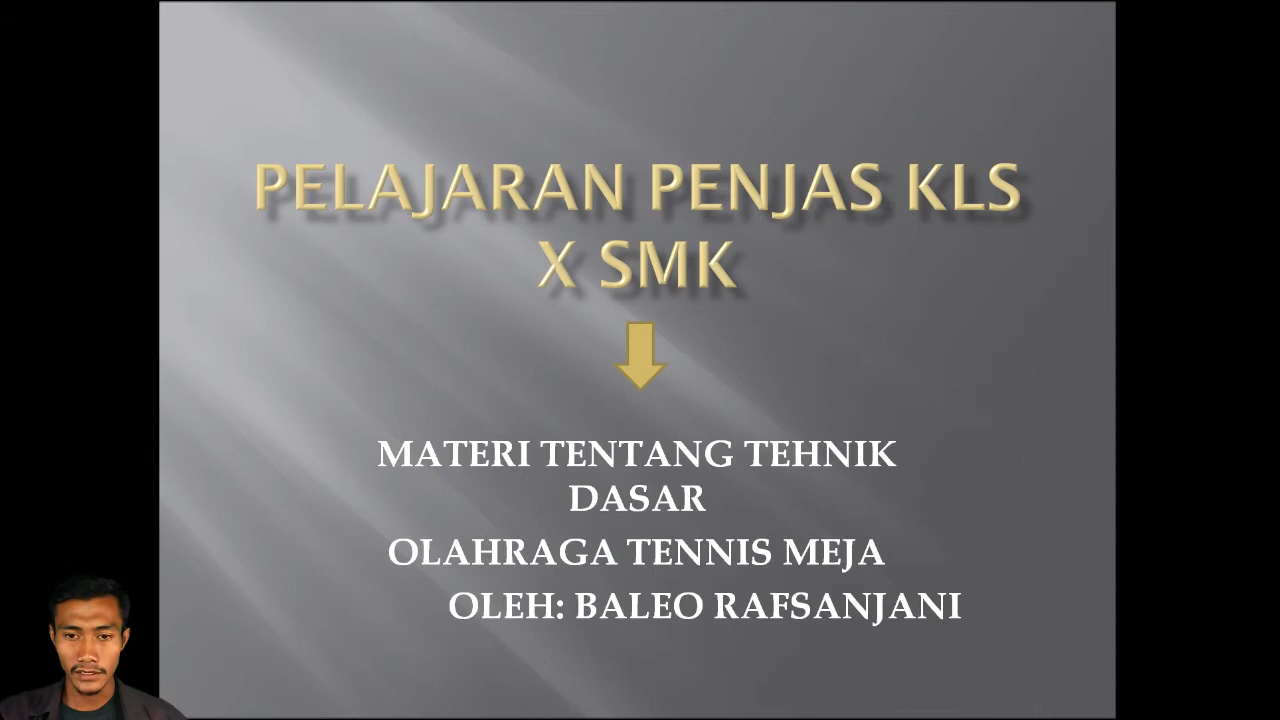 PELAJARAN PENJAS KLS
X SMK
MATERI TENTANG TEHNIK
DASAR
OLAHRAGA TENNIS MEJA
OLEH: BALEO RAFSANJANI